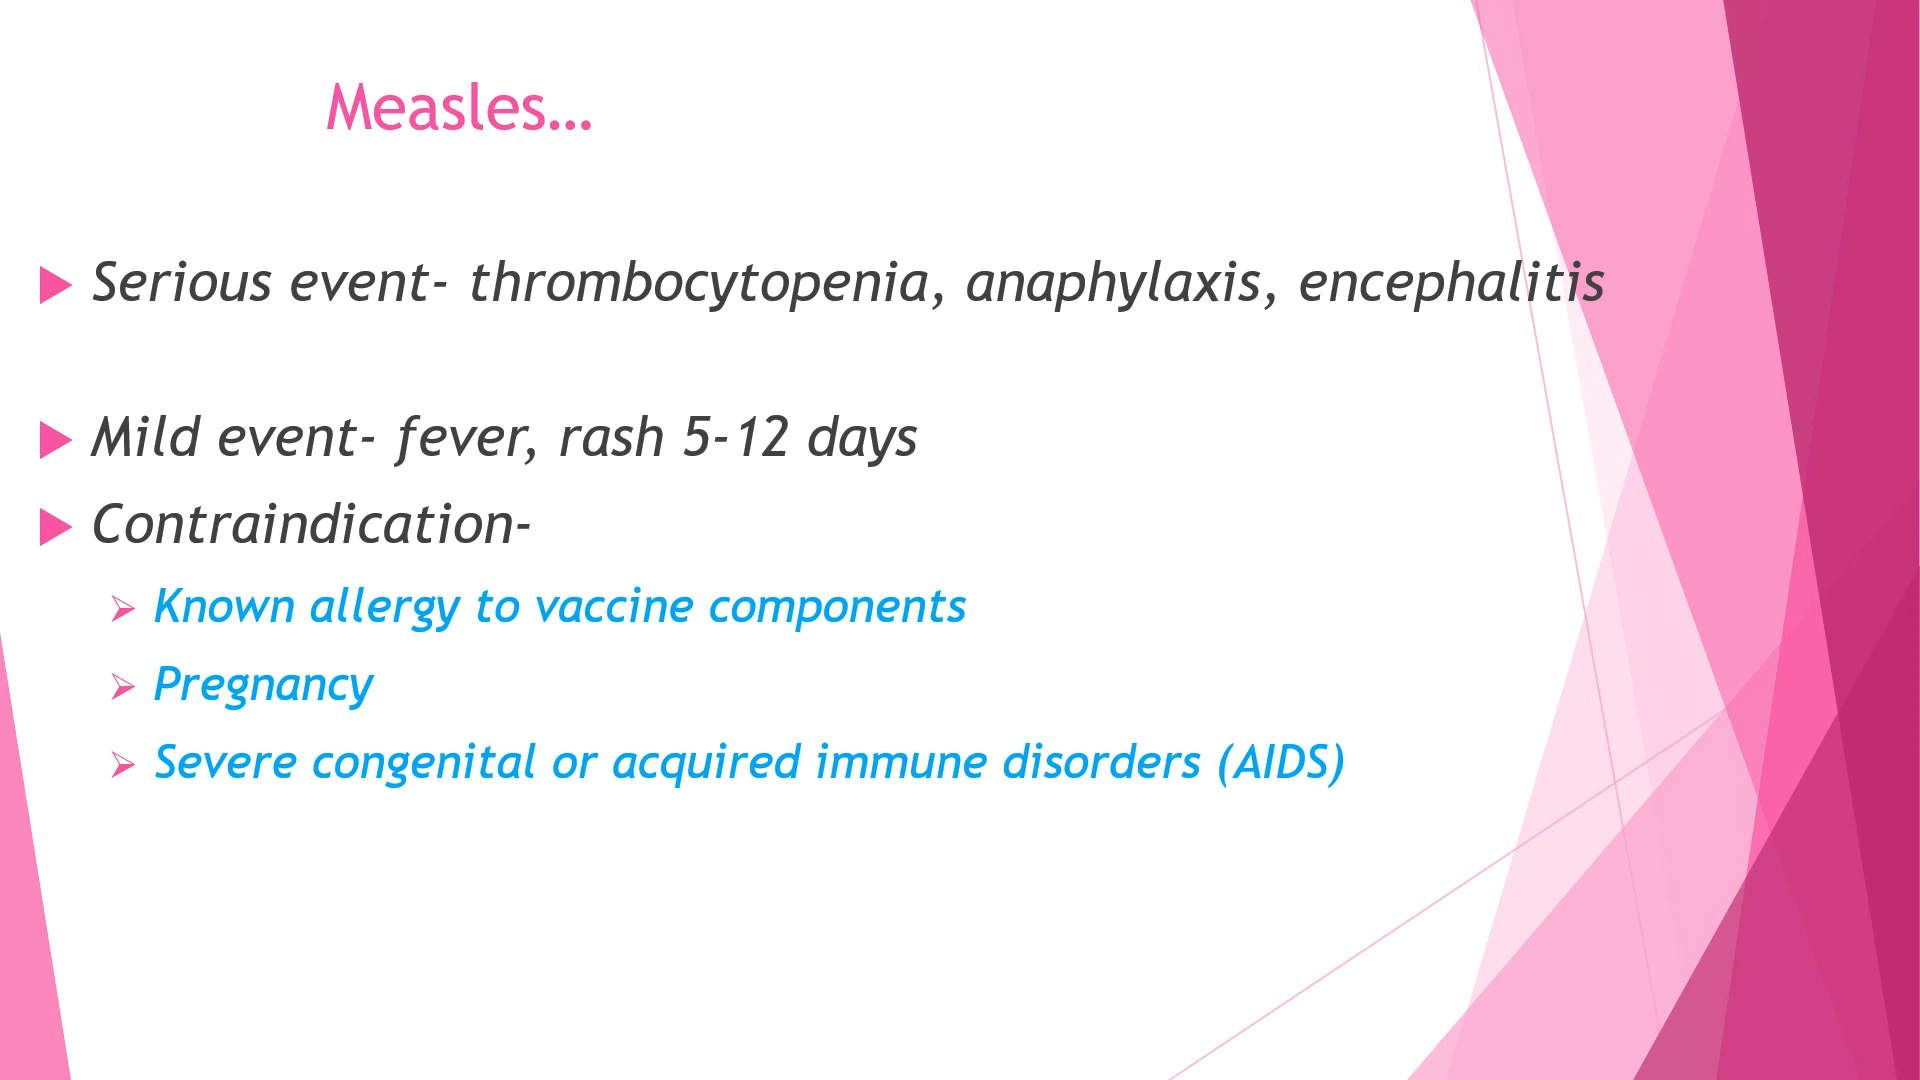 Measles…
Serious event- thrombocytopenia, anaphylaxis, encephalitis
Mild event- fever, rash 5-12 days
Contraindication-
Known allergy to vaccine components
Pregnancy
Severe congenital or acquired immune disorders (AIDS)